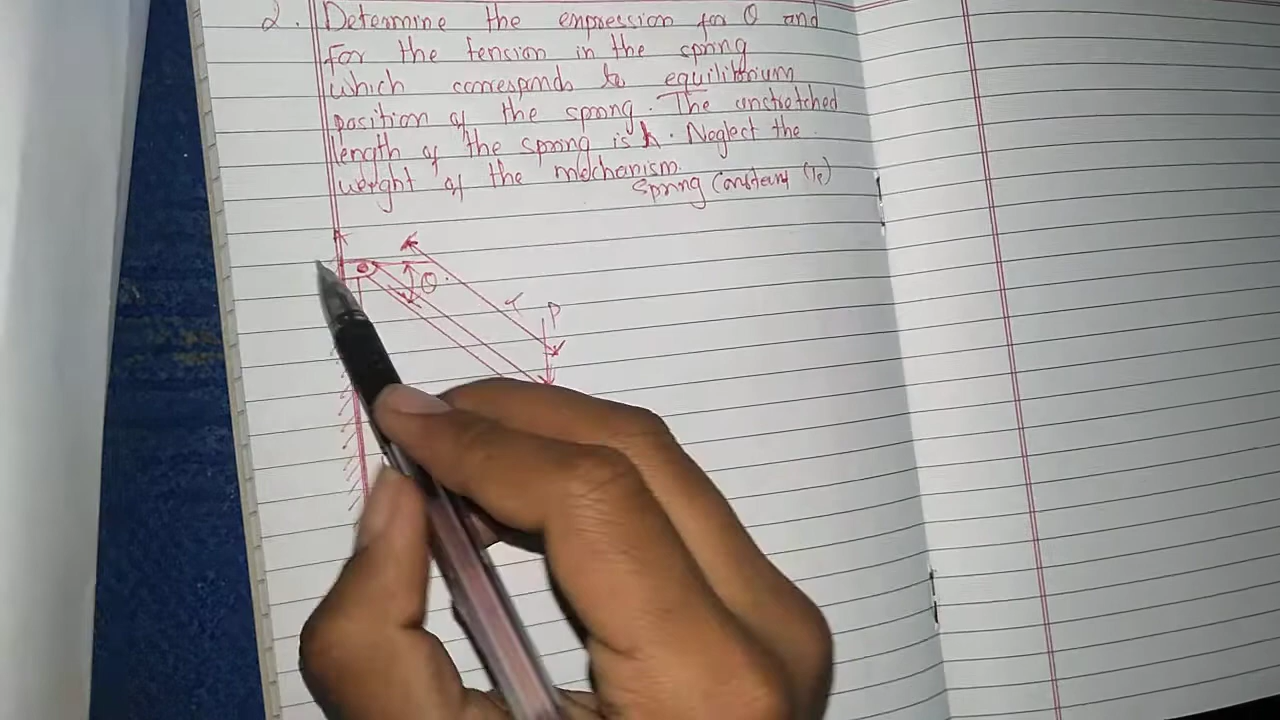 2. Determine the expression for θ and
for the tension in the spring
which corresponds to equilibrium
position of the spring. The unstretched
length of the spring is h. Neglect the
weight of the mechanism.
Spring Constant (k)
θ
P